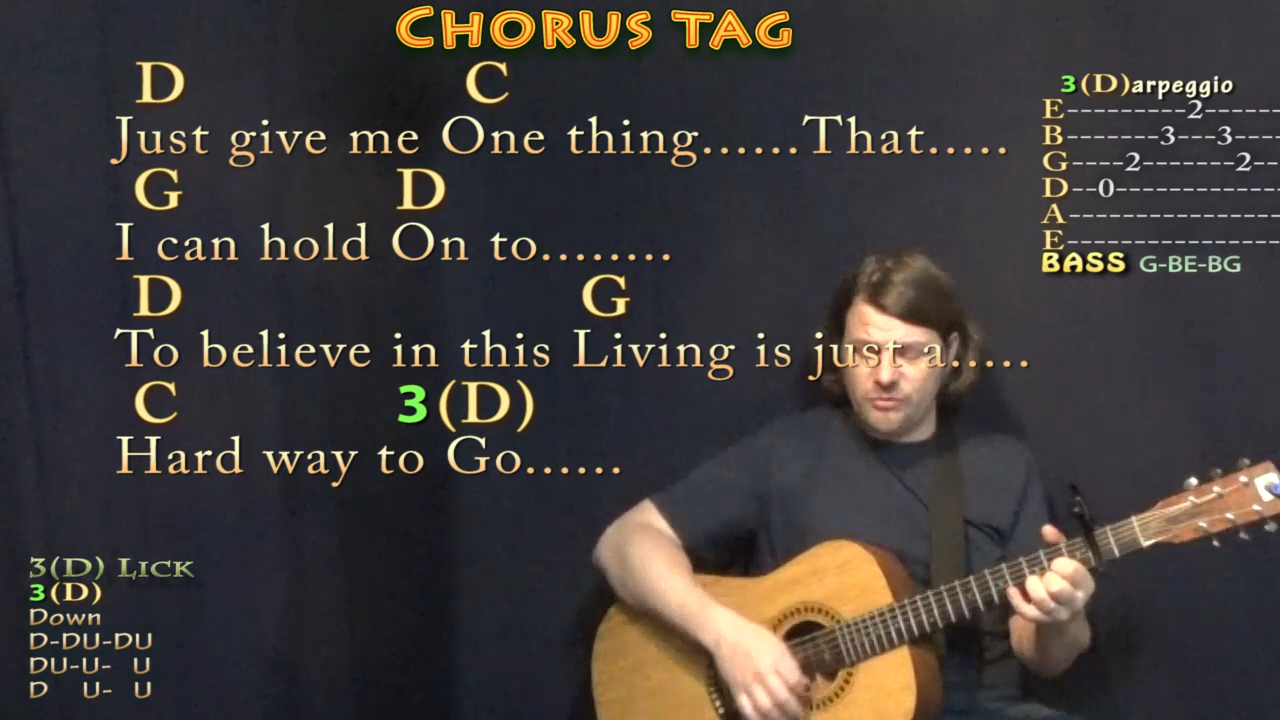 CHORUS TAG
D C
Just give me One thing......That.....
G D
I can hold On to........
D G
To believe in this Living is just a.....
C 3(D)
Hard way to Go......
3(D)arpeggio
E---------2------
B-------3---3----
G----2-------2--
D--0-------------
A----------------
E----------------
BASS G-BE-BG
3(D) LICK
3(D)
Down
D-DU-DU
DU-U- U
D U- U